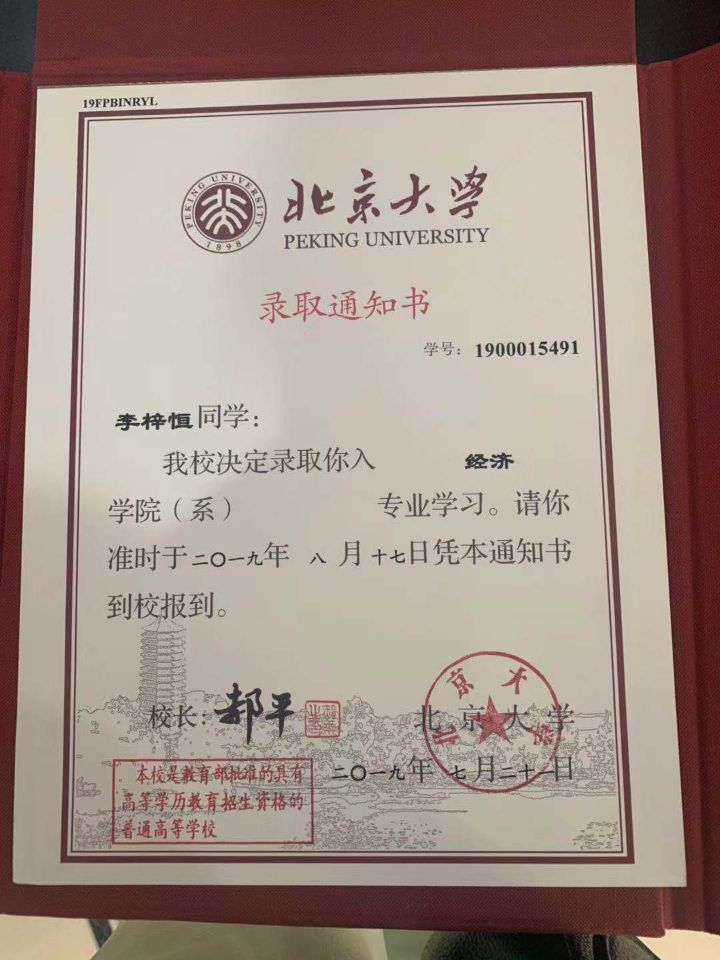 19FPBINRYL
PEKING UNIVERSITY
1898
北京大学
PEKING UNIVERSITY
录取通知书
学号：1900015491
李梓恒同学：
我校决定录取你入 经济
学院（系） 专业学习。请你
准时于二〇一九年 八 月 十七日凭本通知书
到校报到。
校长：郝平
北京大学
北京大学
二〇一九年 七月二十一日
本校是教育部批准的具有
高等学历教育招生资格的
普通高等学校